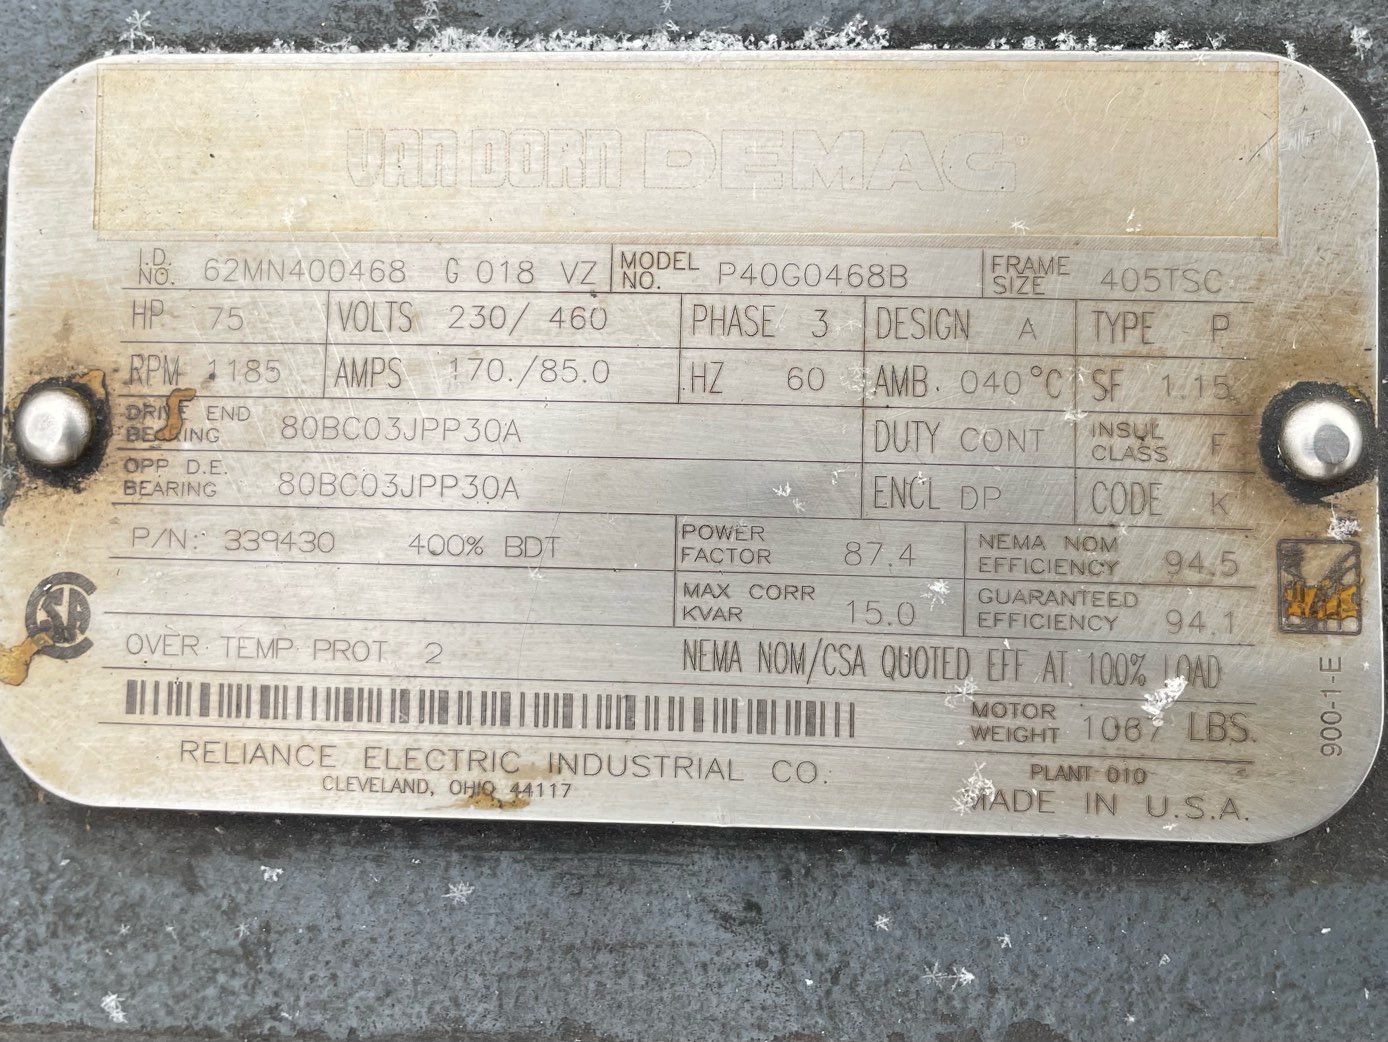 VAN DORN DEMAG
I.D. NO. 62MN400468 G 018 VZ MODEL NO. P40G0468B FRAME SIZE 405TSC
HP 75 VOLTS 230/ 460 PHASE 3 DESIGN A TYPE P
RPM 1185 AMPS 170./85.0 HZ 60 AMB. 040°C SF 1.15
DRIVE END BEARING 80BC03JPP30A DUTY CONT INSUL CLASS F
OPP D.E. BEARING 80BC03JPP30A ENCL DP CODE K
P/N: 339430 400% BDT POWER FACTOR 87.4 NEMA NOM EFFICIENCY 94.5
MAX CORR KVAR 15.0 GUARANTEED EFFICIENCY 94.1
CSA
OVER TEMP PROT 2 NEMA NOM/CSA QUOTED EFF AT 100% LOAD
MOTOR WEIGHT 1067 LBS.
RELIANCE ELECTRIC INDUSTRIAL CO.
CLEVELAND, OHIO 44117
PLANT 010
MADE IN U.S.A.
900-1-E